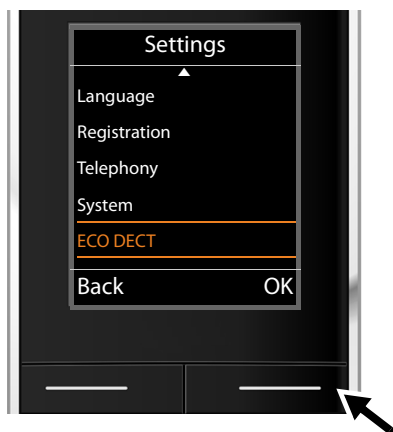 Settings
Language
Registration
Telephony
System
ECO DECT
Back OK